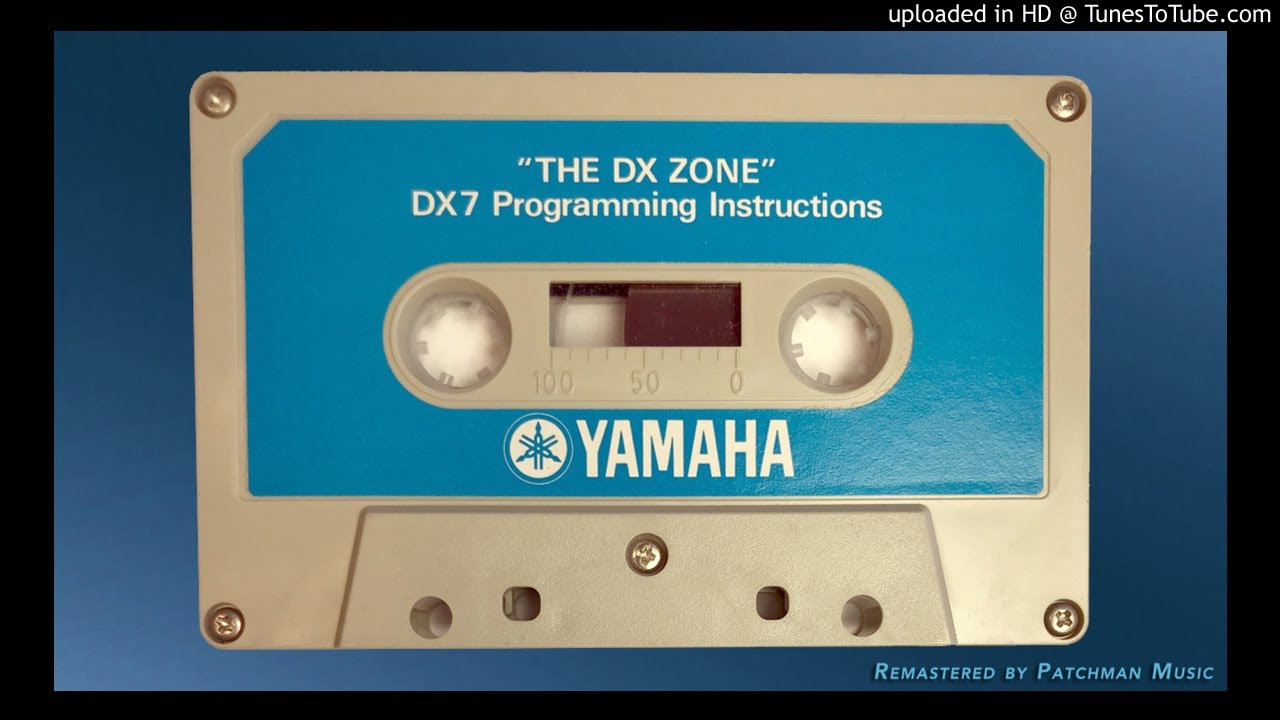 uploaded in HD @ TunesToTube.com
"THE DX ZONE"
DX7 Programming Instructions
100 50 0
YAMAHA
Remastered by Patchman Music